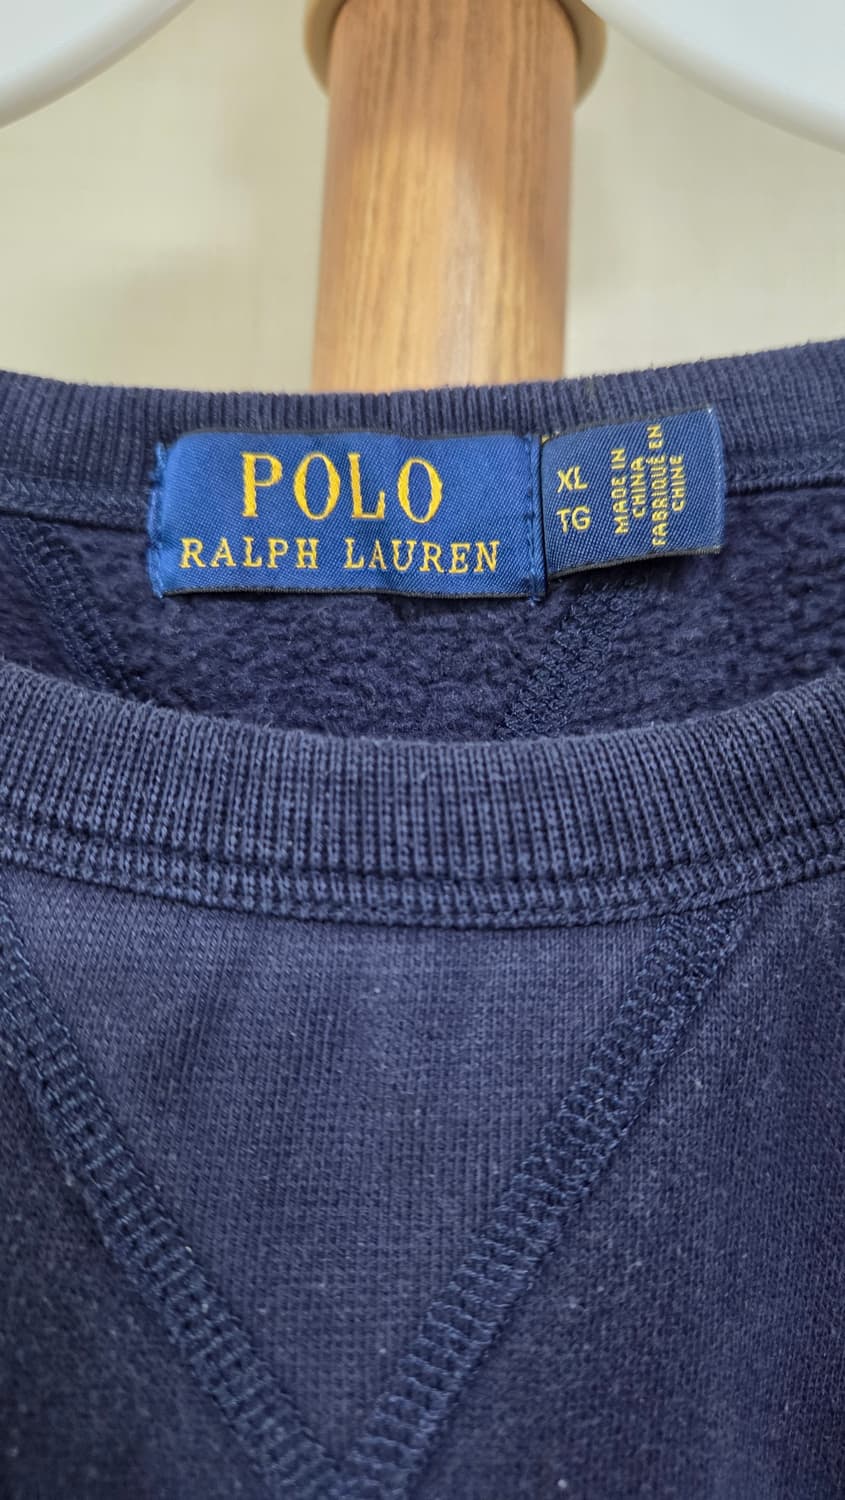 POLO
RALPH LAUREN
XL
TG
MADE IN
CHINA
FABRIQUÉ EN
CHINE